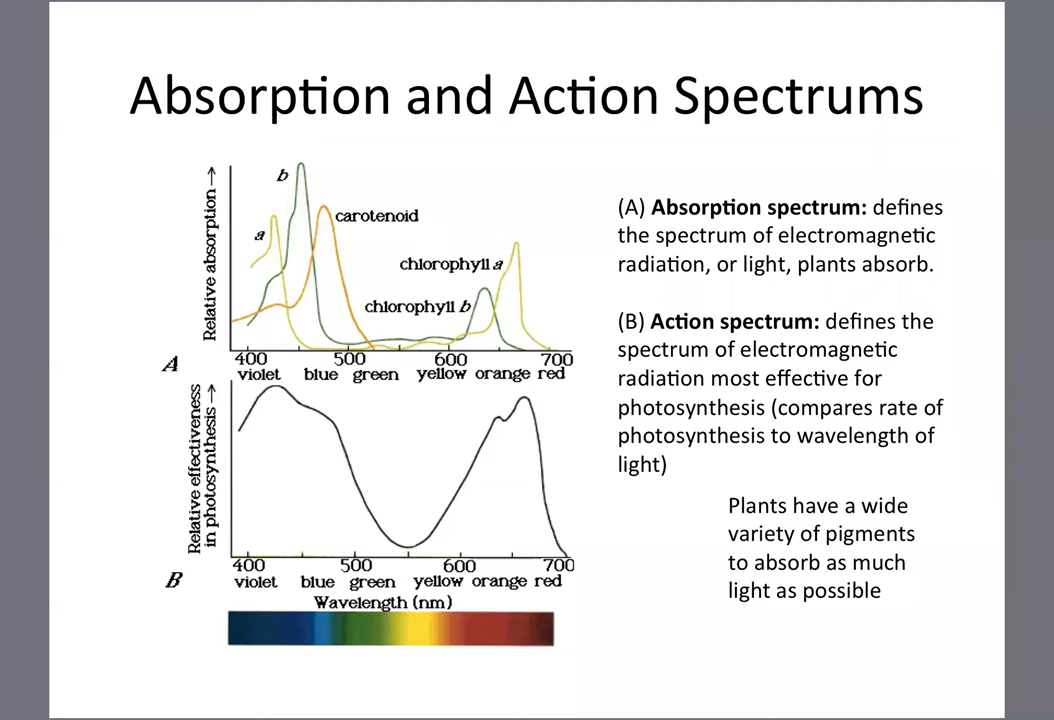 Absorption and Action Spectrums
Relative absorption →
b
a
carotenoid
chlorophyll a
chlorophyll b
A
400 500 600 700
violet blue green yellow orange red
Relative effectiveness
in photosynthesis →
B
400 500 600 700
violet blue green yellow orange red
Wavelength (nm)
(A) Absorption spectrum: defines
the spectrum of electromagnetic
radiation, or light, plants absorb.
(B) Action spectrum: defines the
spectrum of electromagnetic
radiation most effective for
photosynthesis (compares rate of
photosynthesis to wavelength of
light)
Plants have a wide
variety of pigments
to absorb as much
light as possible